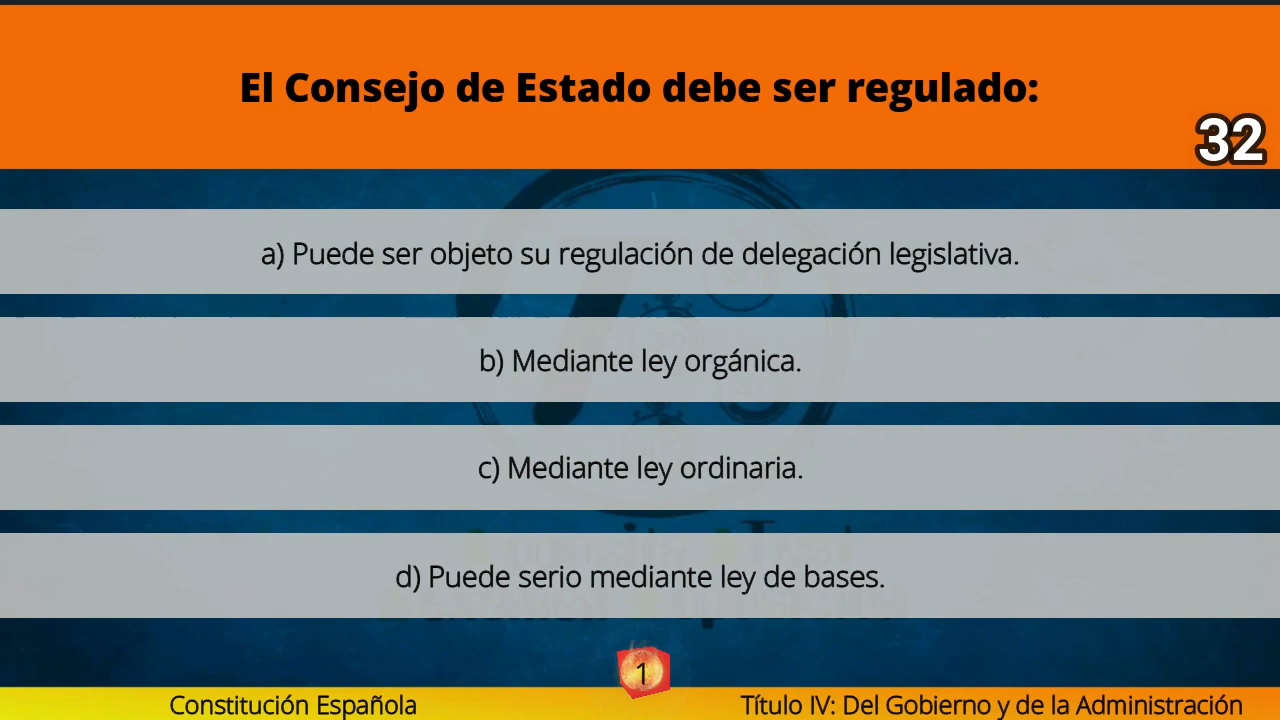 El Consejo de Estado debe ser regulado:
32
a) Puede ser objeto su regulación de delegación legislativa.
b) Mediante ley orgánica.
c) Mediante ley ordinaria.
d) Puede serio mediante ley de bases.
1
Constitución Española
Título IV: Del Gobierno y de la Administración